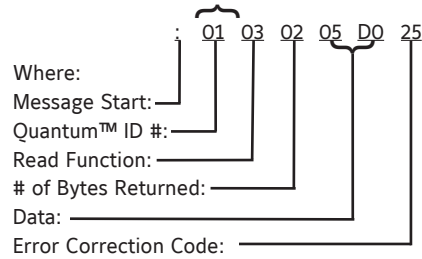 : 01 03 02 05 D0 25
Where:
Message Start:
Quantum™ ID #:
Read Function:
# of Bytes Returned:
Data:
Error Correction Code: